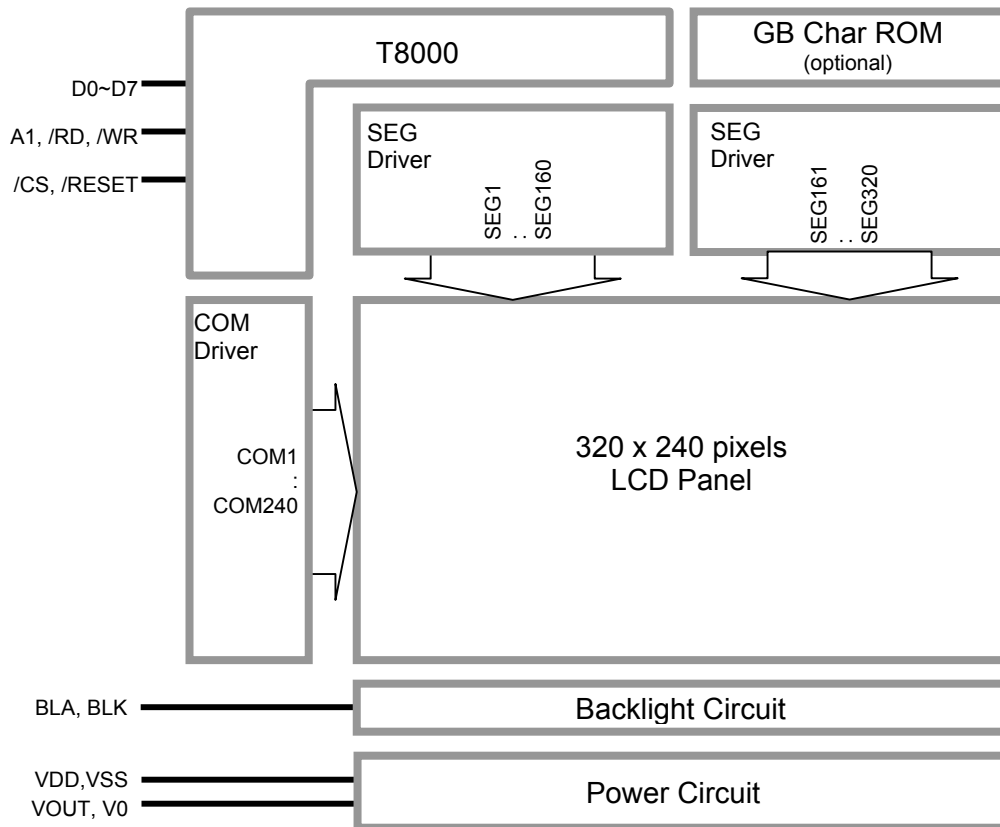 T8000
GB Char ROM
(optional)
D0~D7
A1, /RD, /WR
/CS, /RESET
SEG
Driver
SEG1
..
SEG160
SEG
Driver
SEG161
..
SEG320
COM
Driver
COM1
:
COM240
320 x 240 pixels
LCD Panel
BLA, BLK
Backlight Circuit
VDD,VSS
VOUT, V0
Power Circuit